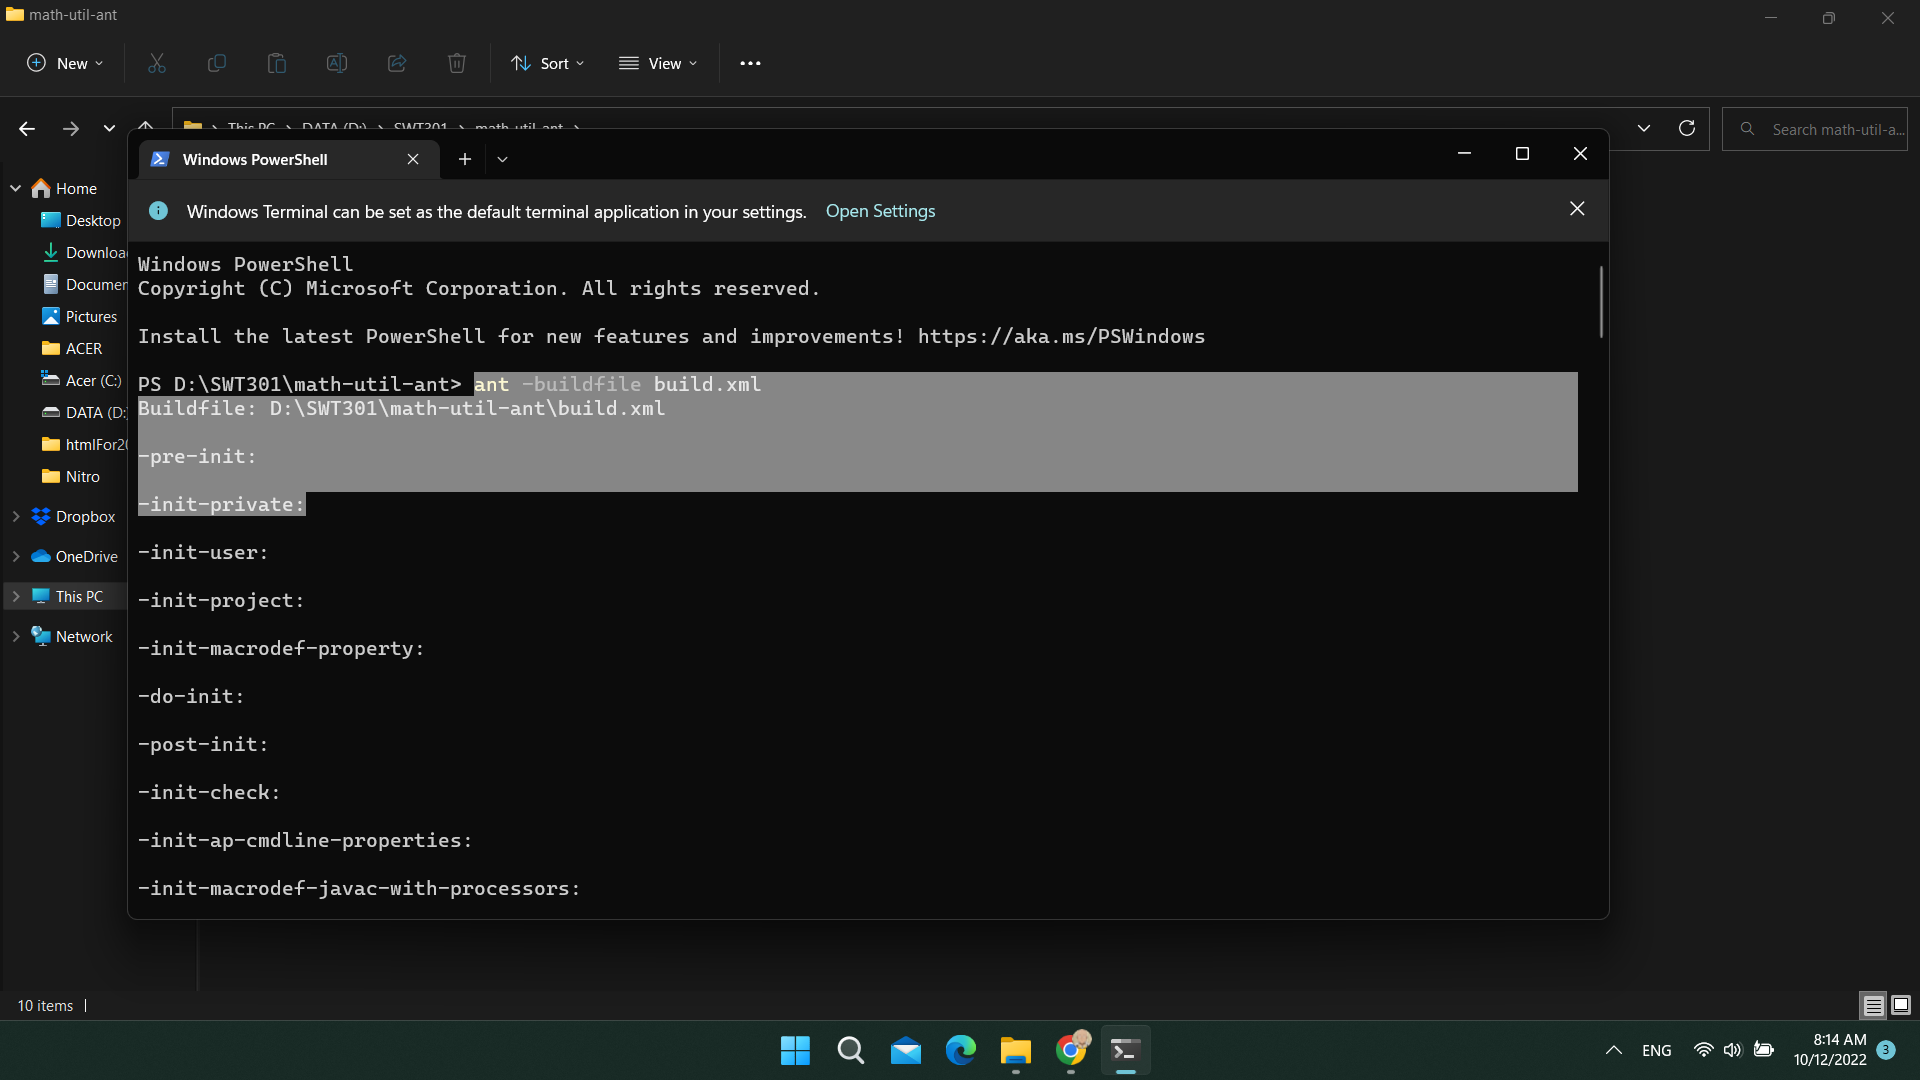 math-util-ant
New
Sort
View
This PC > DATA (D:) > SWT301 > math-util-ant >
Search math-util-a...
Windows PowerShell
Windows Terminal can be set as the default terminal application in your settings. Open Settings
Home
Desktop
Downloa
Documen
Pictures
ACER
Acer (C:)
DATA (D:
htmlFor20
Nitro
Dropbox
OneDrive
This PC
Network
Windows PowerShell
Copyright (C) Microsoft Corporation. All rights reserved.
Install the latest PowerShell for new features and improvements! https://aka.ms/PSWindows
PS D:\SWT301\math-util-ant> ant -buildfile build.xml
Buildfile: D:\SWT301\math-util-ant\build.xml
-pre-init:
-init-private:
-init-user:
-init-project:
-init-macrodef-property:
-do-init:
-post-init:
-init-check:
-init-ap-cmdline-properties:
-init-macrodef-javac-with-processors:
10 items
ENG
8:14 AM
10/12/2022
3